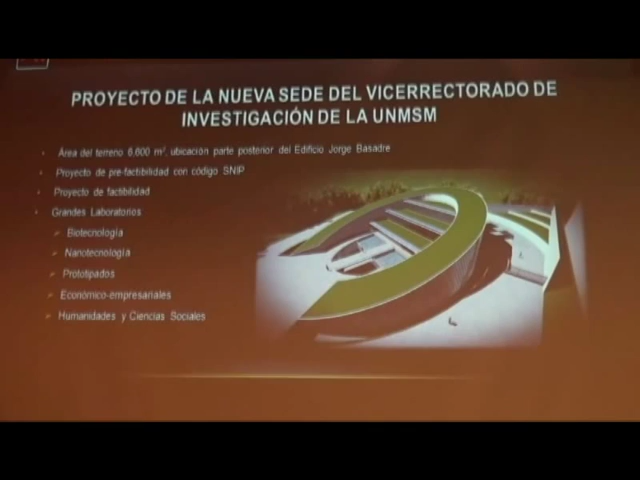 PROYECTO DE LA NUEVA SEDE DEL VICERRECTORADO DE
INVESTIGACIÓN DE LA UNMSM
Área del terreno 6,600 m², ubicación parte posterior del Edificio Jorge Basadre
Proyecto de pre-factibilidad con código SNIP
Proyecto de factibilidad
Grandes Laboratorios
Biotecnología
Nanotecnología
Prototipados
Económico-empresariales
Humanidades y Ciencias Sociales